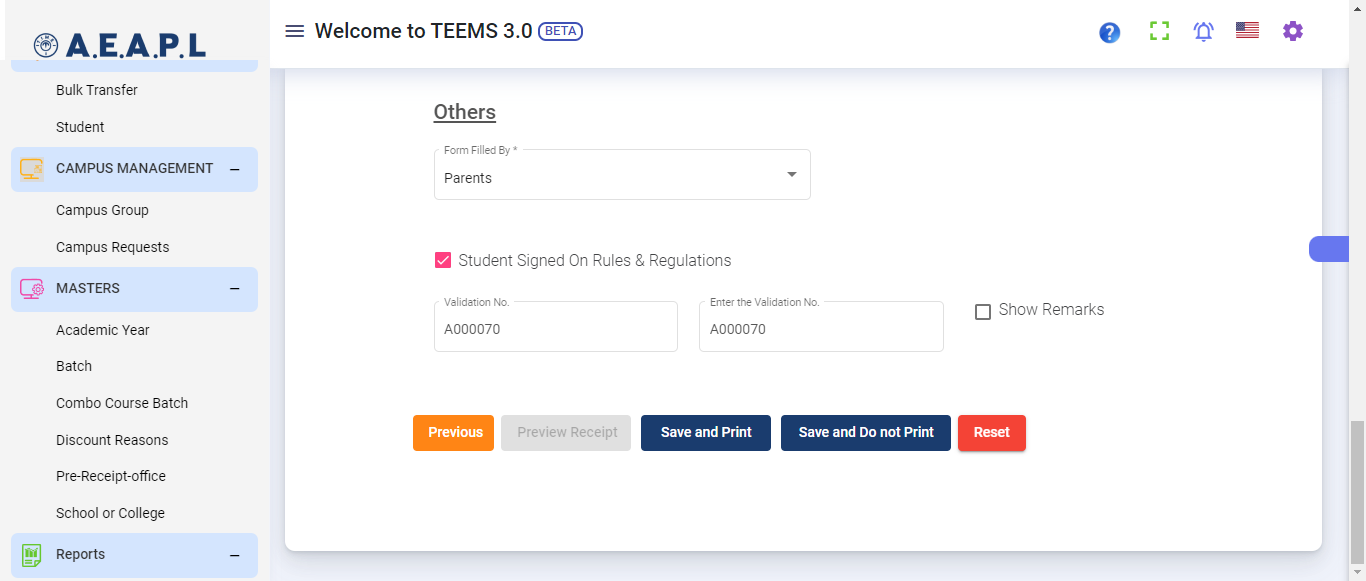 A.E.A.P.L
Welcome to TEEMS 3.0 BETA
Bulk Transfer
Student
CAMPUS MANAGEMENT
Campus Group
Campus Requests
MASTERS
Academic Year
Batch
Combo Course Batch
Discount Reasons
Pre-Receipt-office
School or College
Reports
Others
Form Filled By *
Parents
Student Signed On Rules & Regulations
Validation No.
A000070
Enter the Validation No.
A000070
Show Remarks
Previous
Preview Receipt
Save and Print
Save and Do not Print
Reset